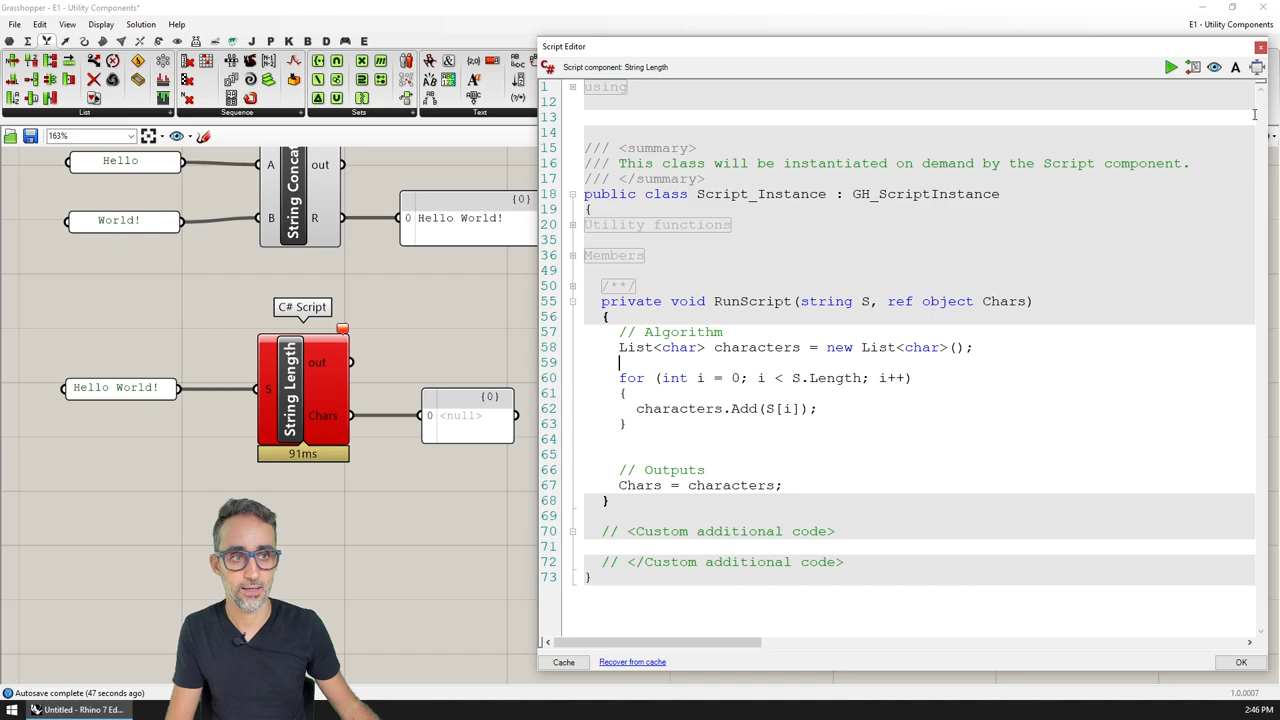 Grasshopper - E1 - Utility Components*
File Edit View Display Solution Help
E1 - Utility Components
J P K B D E
List Sequence Sets Text
163%
Script Editor
C# Script component: String Length
Hello
A out
World!
B R
String Conca
{0}
0 Hello World!
C# Script
Hello World!
S String Length out
Chars
91ms
{0}
0 <null>
1 using
12
13
14
15 /// <summary>
16 /// This class will be instantiated on demand by the Script component.
17 /// </summary>
18 public class Script_Instance : GH_ScriptInstance
19 {
20 Utility functions
35
36 Members
49
50 /**/
55 private void RunScript(string S, ref object Chars)
56 {
57 // Algorithm
58 List<char> characters = new List<char>();
59
60 for (int i = 0; i < S.Length; i++)
61 {
62 characters.Add(S[i]);
63 }
64
65
66 // Outputs
67 Chars = characters;
68 }
69
70 // <Custom additional code>
71
72 // </Custom additional code>
73 }
Cache Recover from cache OK
Autosave complete (47 seconds ago)
1.0.0007
Untitled - Rhino 7 Ed...
2:46 PM